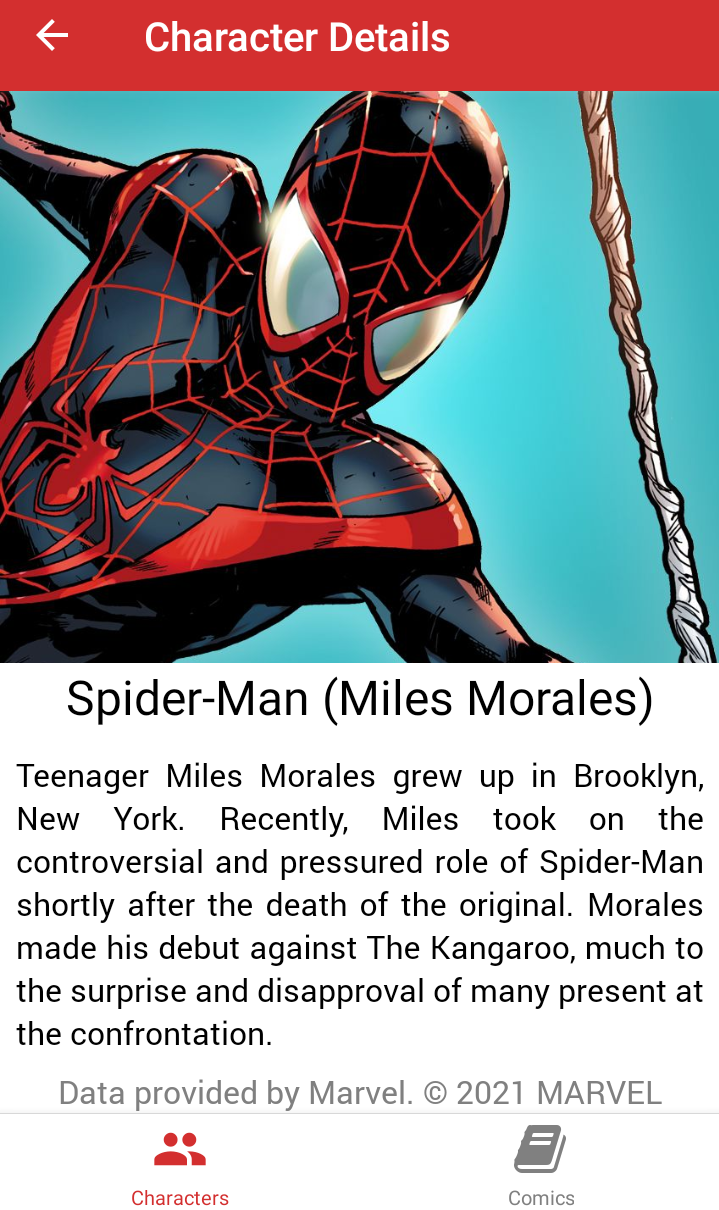 Character Details
Spider-Man (Miles Morales)
Teenager Miles Morales grew up in Brooklyn,
New York. Recently, Miles took on the
controversial and pressured role of Spider-Man
shortly after the death of the original. Morales
made his debut against The Kangaroo, much to
the surprise and disapproval of many present at
the confrontation.
Data provided by Marvel. © 2021 MARVEL
Characters
Comics